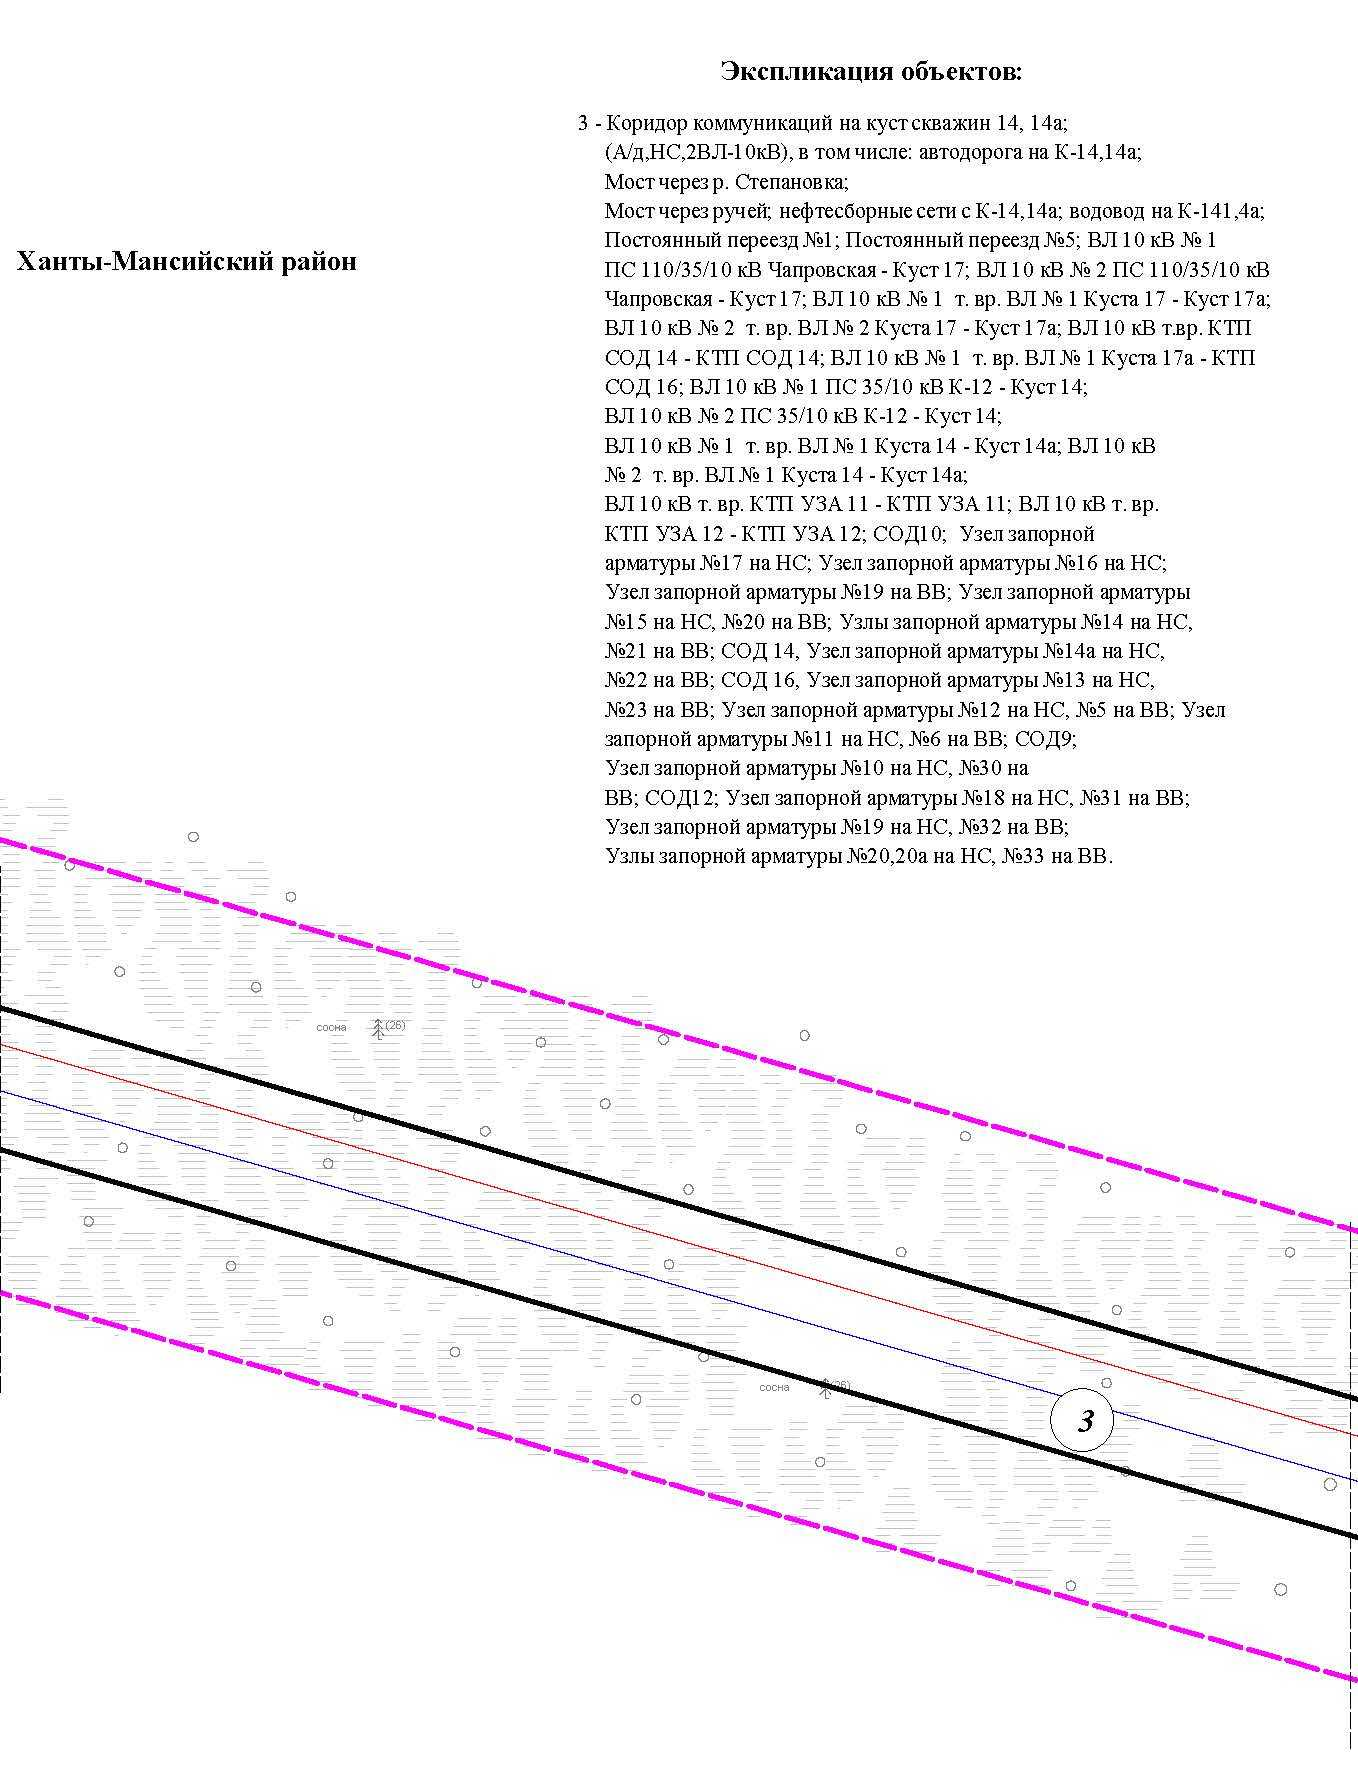 Экспликация объектов:
3 - Коридор коммуникаций на куст скважин 14, 14а;
(А/д,НС,2ВЛ-10кВ), в том числе: автодорога на К-14,14а;
Мост через р. Степановка;
Мост через ручей; нефтесборные сети с К-14,14а; водовод на К-141,4а;
Постоянный переезд №1; Постоянный переезд №5; ВЛ 10 кВ № 1
ПС 110/35/10 кВ Чапровская - Куст 17; ВЛ 10 кВ № 2 ПС 110/35/10 кВ
Чапровская - Куст 17; ВЛ 10 кВ № 1 т. вр. ВЛ № 1 Куста 17 - Куст 17а;
ВЛ 10 кВ № 2 т. вр. ВЛ № 2 Куста 17 - Куст 17а; ВЛ 10 кВ т.вр. КТП
СОД 14 - КТП СОД 14; ВЛ 10 кВ № 1 т. вр. ВЛ № 1 Куста 17а - КТП
СОД 16; ВЛ 10 кВ № 1 ПС 35/10 кВ К-12 - Куст 14;
ВЛ 10 кВ № 2 ПС 35/10 кВ К-12 - Куст 14;
ВЛ 10 кВ № 1 т. вр. ВЛ № 1 Куста 14 - Куст 14а; ВЛ 10 кВ
№ 2 т. вр. ВЛ № 1 Куста 14 - Куст 14а;
ВЛ 10 кВ т. вр. КТП УЗА 11 - КТП УЗА 11; ВЛ 10 кВ т. вр.
КТП УЗА 12 - КТП УЗА 12; СОД10; Узел запорной
арматуры №17 на НС; Узел запорной арматуры №16 на НС;
Узел запорной арматуры №19 на ВВ; Узел запорной арматуры
№15 на НС, №20 на ВВ; Узлы запорной арматуры №14 на НС,
№21 на ВВ; СОД 14, Узел запорной арматуры №14а на НС,
№22 на ВВ; СОД 16, Узел запорной арматуры №13 на НС,
№23 на ВВ; Узел запорной арматуры №12 на НС, №5 на ВВ; Узел
запорной арматуры №11 на НС, №6 на ВВ; СОД9;
Узел запорной арматуры №10 на НС, №30 на
ВВ; СОД12; Узел запорной арматуры №18 на НС, №31 на ВВ;
Узел запорной арматуры №19 на НС, №32 на ВВ;
Узлы запорной арматуры №20,20а на НС, №33 на ВВ.
Ханты-Мансийский район
сосна (26)
сосна (26)
3